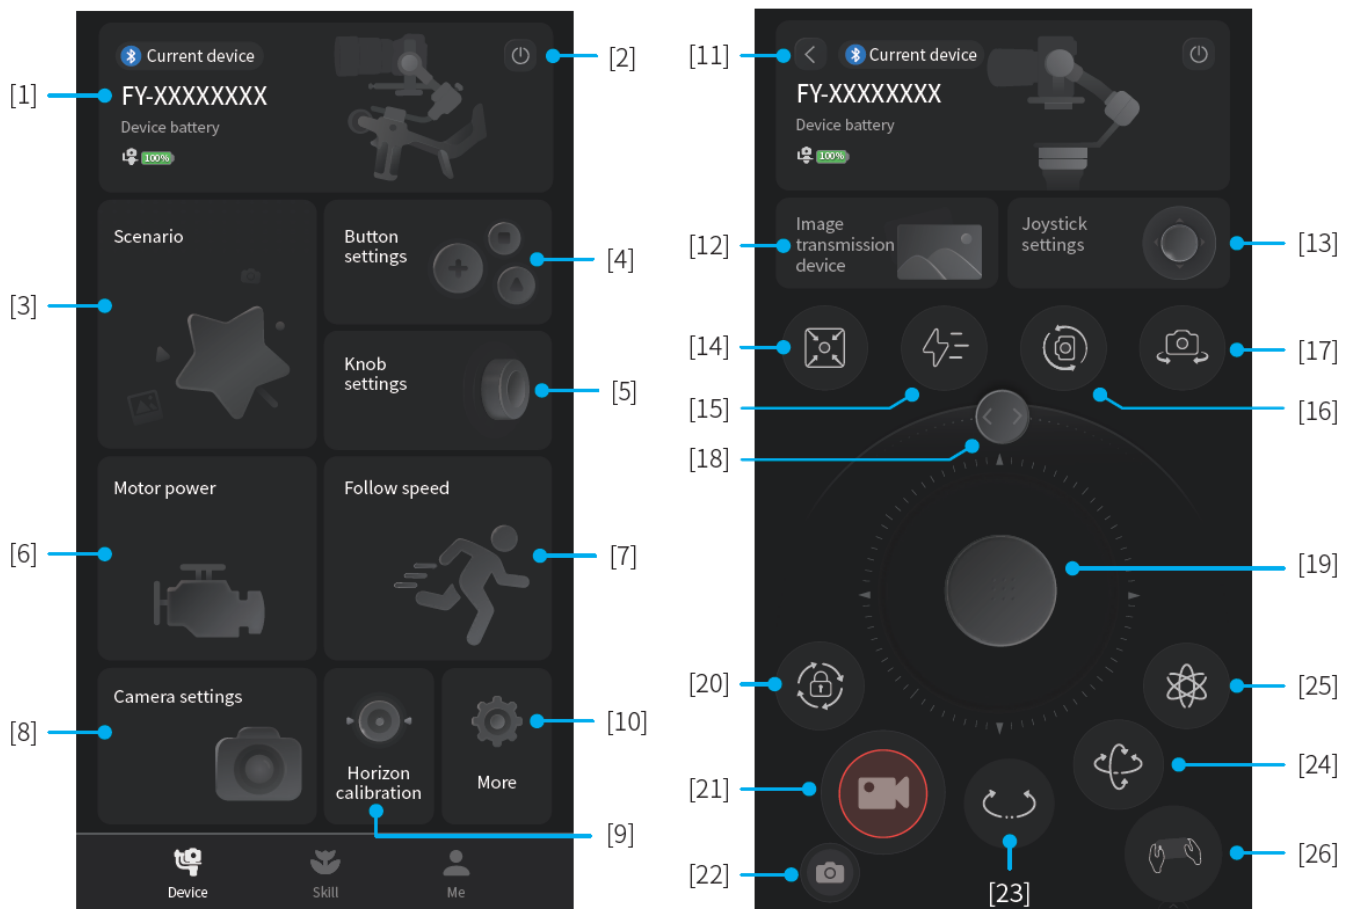 Current device
[2]
[1]
FY-XXXXXXXX
Device battery
100%
Scenario
Button
settings
[4]
[3]
Knob
settings
[5]
Motor power
Follow speed
[6]
[7]
Camera settings
[8]
[10]
Horizon
calibration
More
[9]
Device
Skill
Me
[11]
Current device
FY-XXXXXXXX
Device battery
100%
[12]
Image
transmission
device
Joystick
settings
[13]
[14]
[17]
[15]
[16]
[18]
[19]
[20]
[25]
[24]
[21]
[26]
[22]
[23]